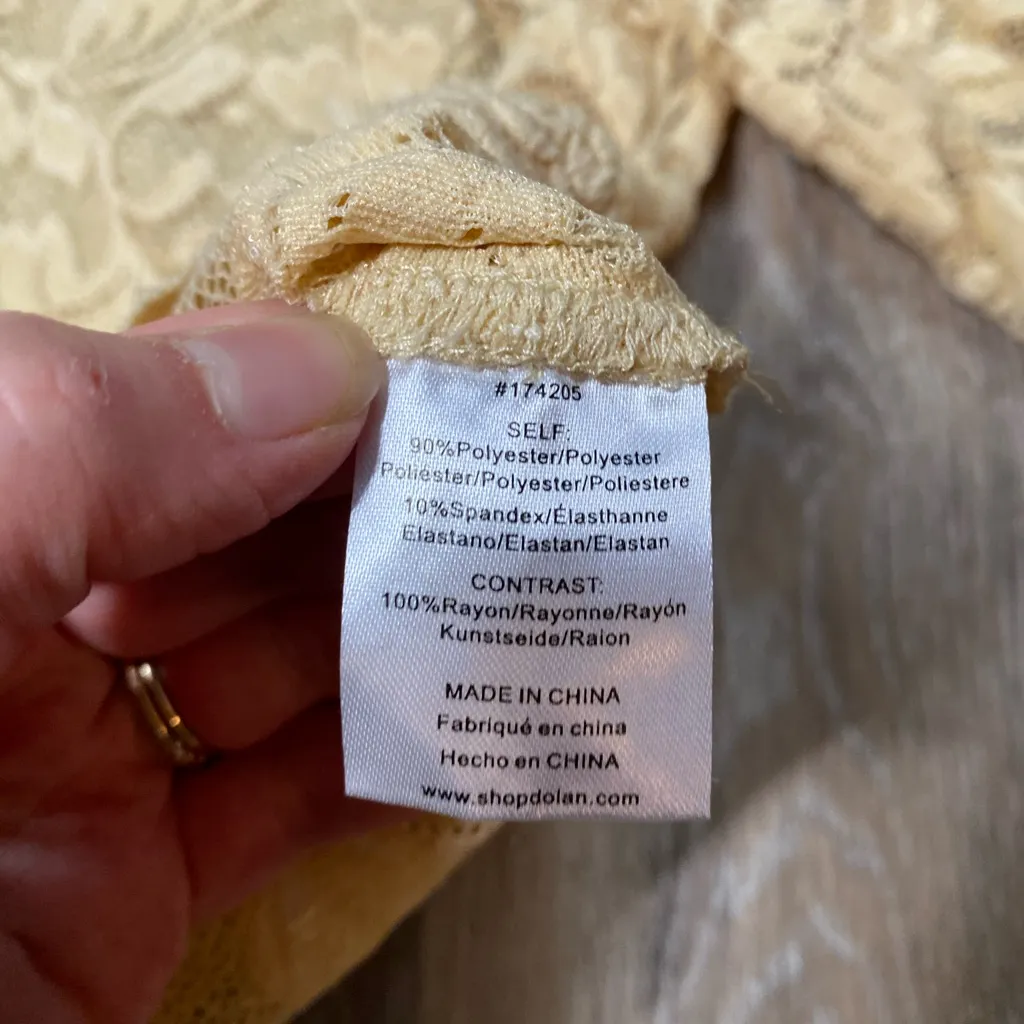 #174205
SELF:
90%Polyester/Polyester
Poliester/Polyester/Poliestere
10%Spandex/Élasthanne
Elastano/Elastan/Elastan
CONTRAST:
100%Rayon/Rayonne/Rayón
Kunstseide/Raion
MADE IN CHINA
Fabriqué en china
Hecho en CHINA
www.shopdolan.com